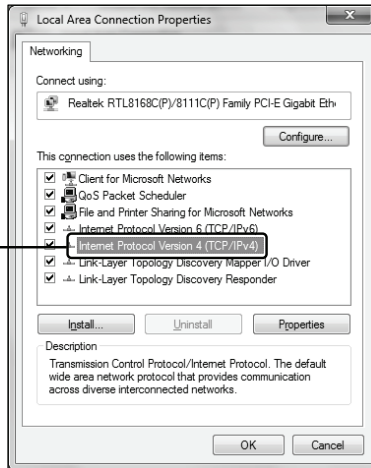 Local Area Connection Properties
Networking
Connect using:
Realtek RTL8168C(P)/8111C(P) Family PCI-E Gigabit Eth
Configure...
This connection uses the following items:
Client for Microsoft Networks
QoS Packet Scheduler
File and Printer Sharing for Microsoft Networks
Internet Protocol Version 6 (TCP/IPv6)
Internet Protocol Version 4 (TCP/IPv4)
Link-Layer Topology Discovery Mapper I/O Driver
Link-Layer Topology Discovery Responder
Install...
Uninstall
Properties
Description
Transmission Control Protocol/Internet Protocol. The default
wide area network protocol that provides communication
across diverse interconnected networks.
OK
Cancel